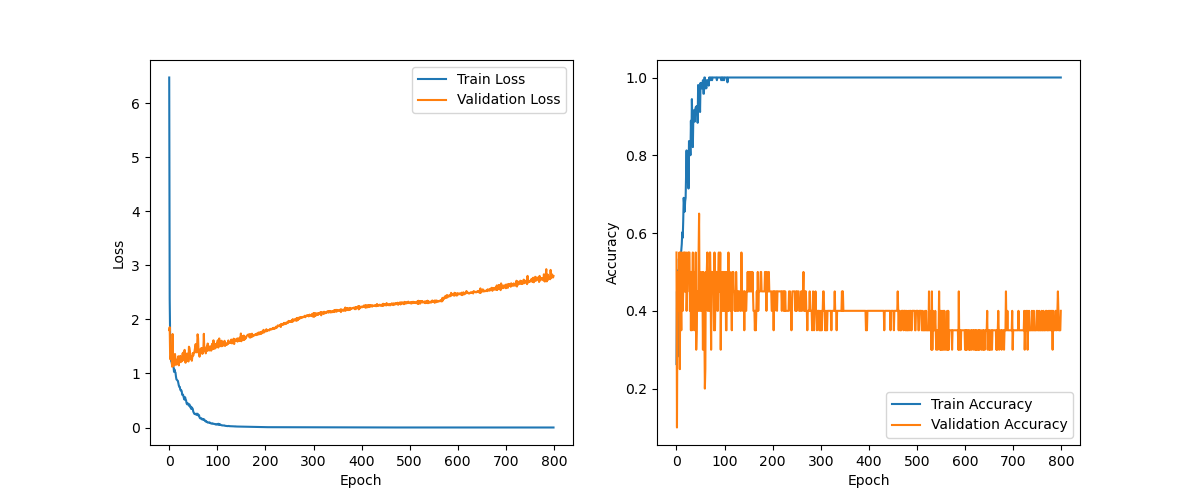 Train Loss
Validation Loss
6
5
4
3
2
1
0
Loss
0 100 200 300 400 500 600 700 800
Epoch
1.0
0.8
0.6
0.4
0.2
Accuracy
Train Accuracy
Validation Accuracy
0 100 200 300 400 500 600 700 800
Epoch